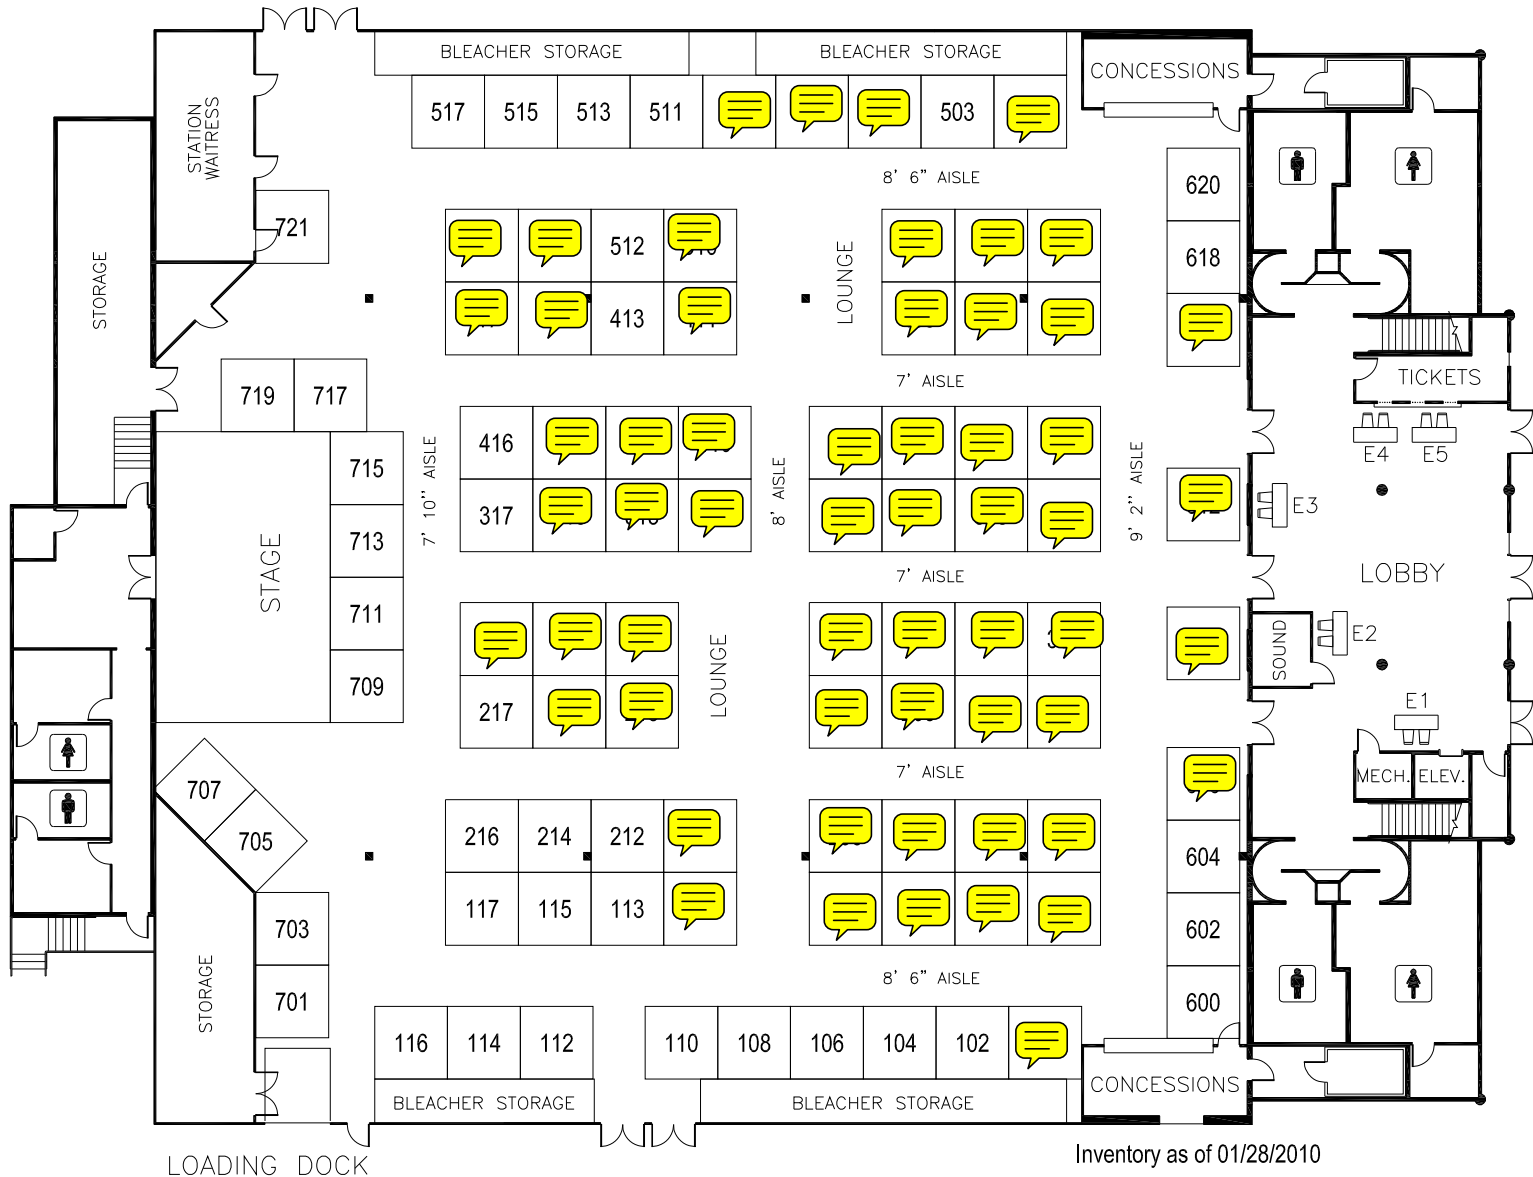 BLEACHER STORAGE
BLEACHER STORAGE
CONCESSIONS
517
515
513
511
503
STATION
WAITRESS
8' 6" AISLE
620
721
512
618
STORAGE
LOUNGE
413
7' AISLE
TICKETS
719
717
416
7' 10" AISLE
8' AISLE
9' 2" AISLE
E4
E5
715
317
E3
713
STAGE
7' AISLE
LOBBY
711
SOUND
E2
LOUNGE
709
217
E1
7' AISLE
MECH.
ELEV.
707
705
216
214
212
604
117
115
113
703
602
8' 6" AISLE
STORAGE
701
600
116
114
112
110
108
106
104
102
CONCESSIONS
BLEACHER STORAGE
BLEACHER STORAGE
LOADING DOCK
Inventory as of 01/28/2010